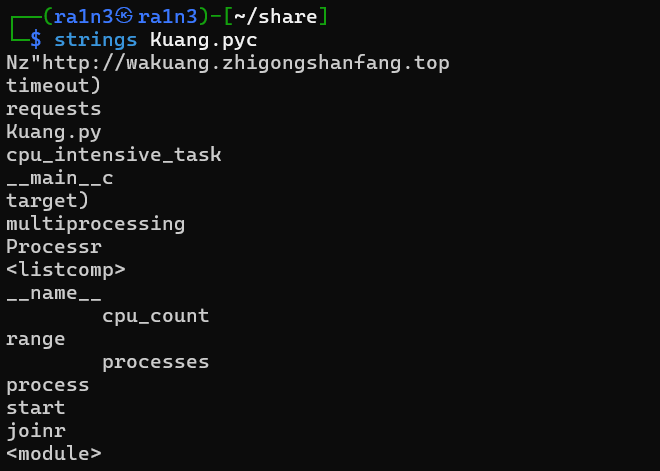 ┌──(ra1n3㉿ra1n3)-[~/share]
└─$ strings Kuang.pyc
Nz"http://wakuang.zhigongshanfang.top
timeout)
requests
Kuang.py
cpu_intensive_task
__main__c
target)
multiprocessing
Processr
<listcomp>
__name__
cpu_count
range
processes
process
start
joinr
<module>